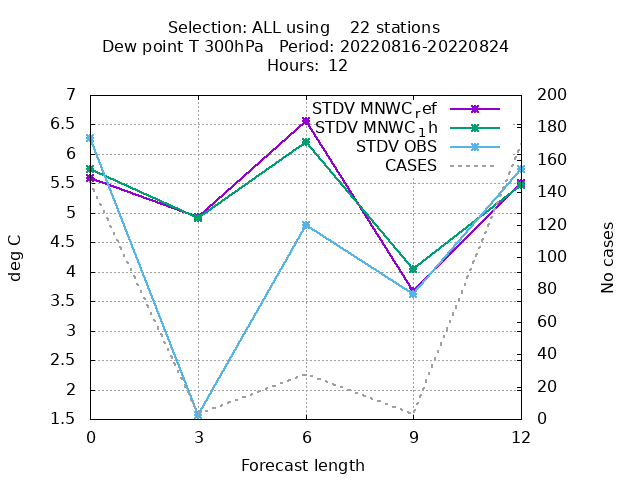 Selection: ALL using    22 stations
Dew point T 300hPa   Period: 20220816-20220824
Hours:  12
STDV MNWC_ref
STDV MNWC_1h
STDV OBS
CASES
7
6.5
6
5.5
5
4.5
4
3.5
3
2.5
2
1.5
deg C
200
180
160
140
120
100
80
60
40
20
0
No cases
0 3 6 9 12
Forecast length